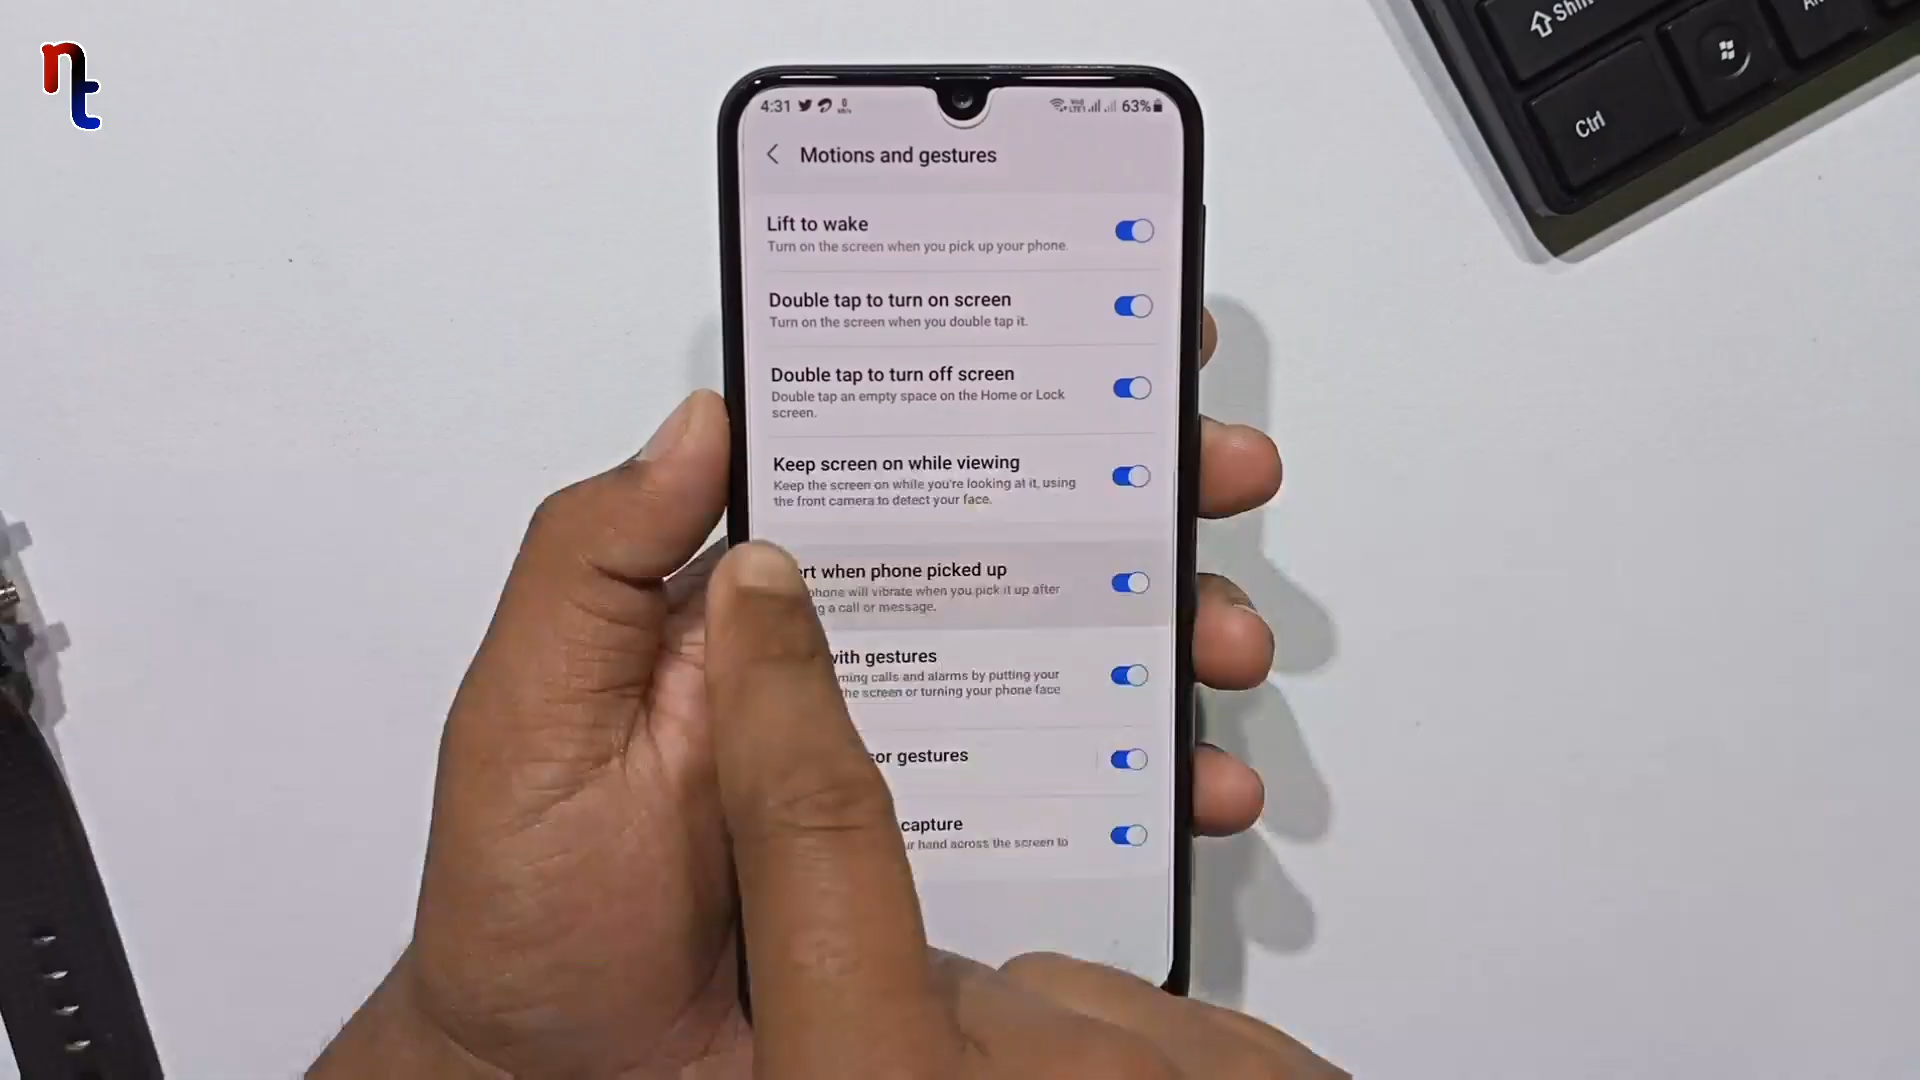 nt
Shift
Ctrl
4:31 63%
Motions and gestures
Lift to wake
Turn on the screen when you pick up your phone.
Double tap to turn on screen
Turn on the screen when you double tap it.
Double tap to turn off screen
Double tap an empty space on the Home or Lock
screen.
Keep screen on while viewing
Keep the screen on while you're looking at it, using
the front camera to detect your face.
rt when phone picked up
phone will vibrate when you pick it up after
g a call or message.
with gestures
ming calls and alarms by putting your
the screen or turning your phone face
sor gestures
capture
ur hand across the screen to